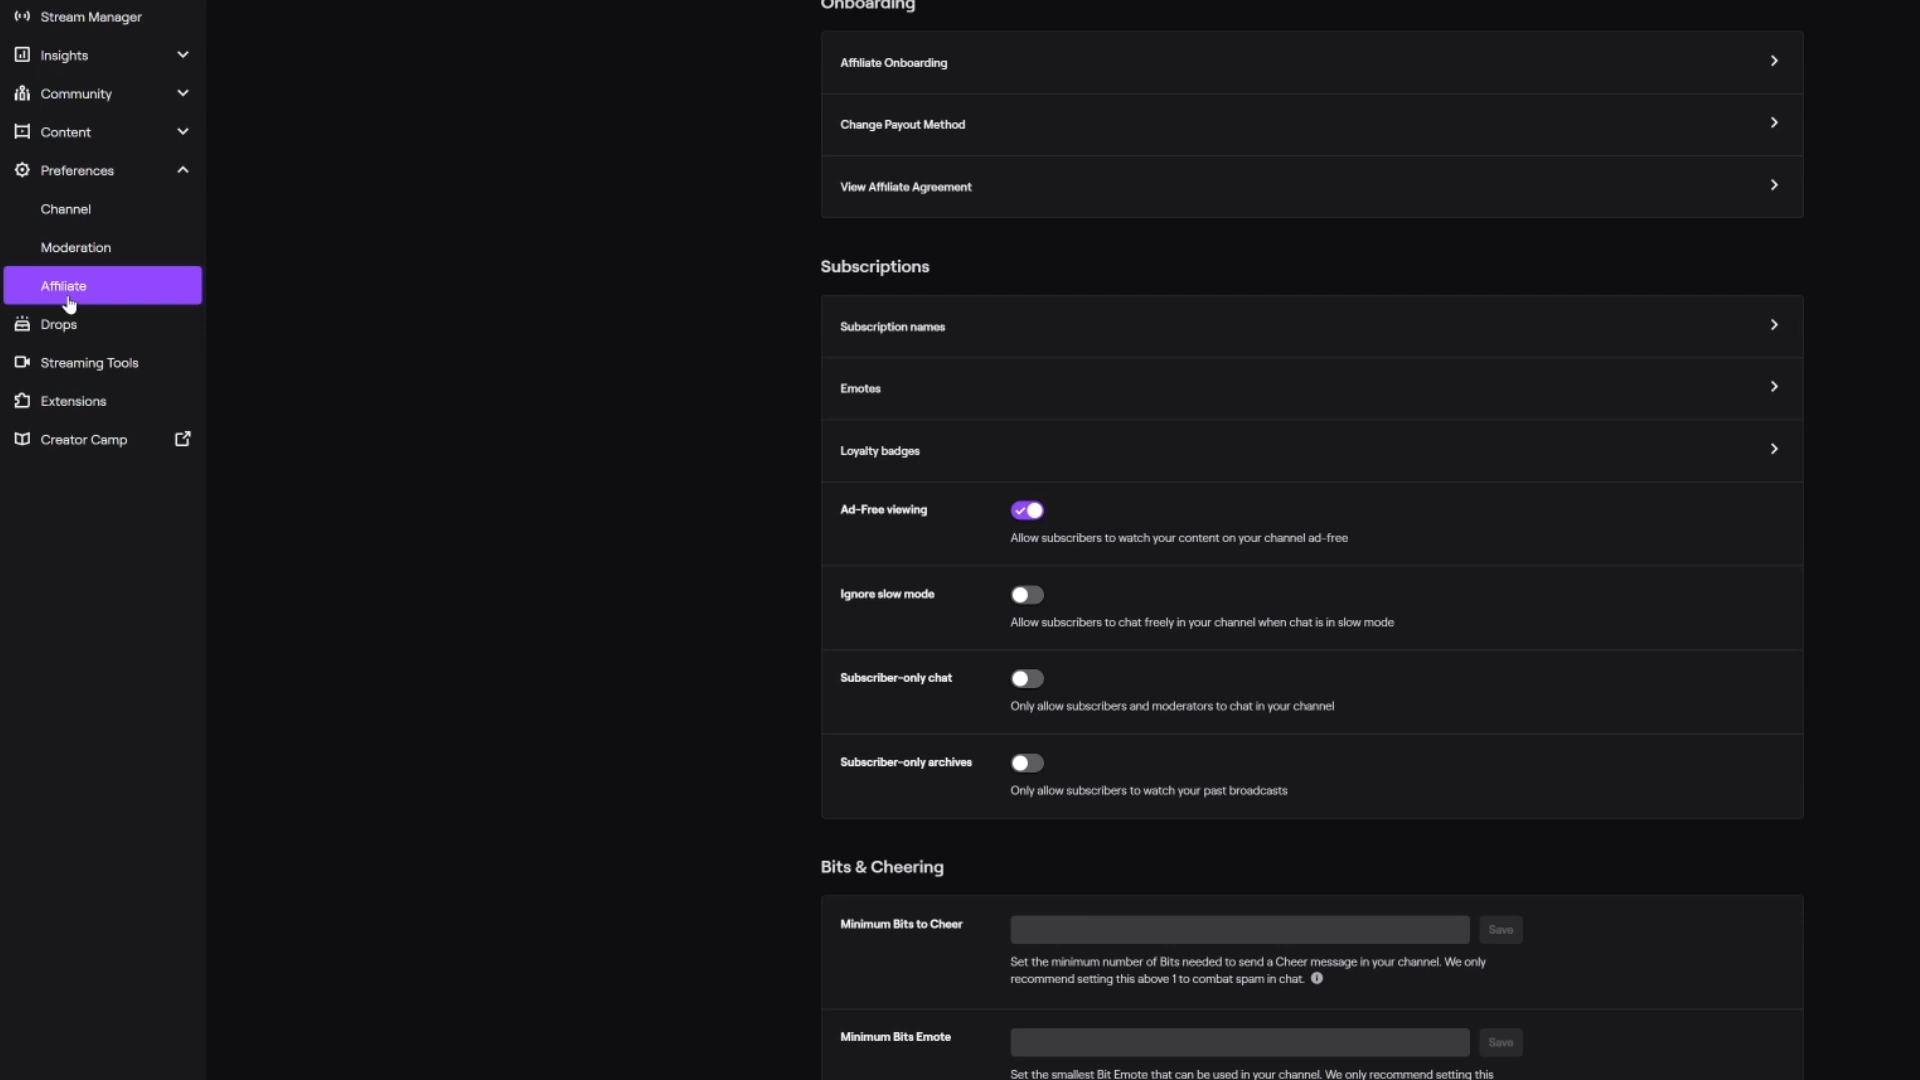 Stream Manager
Insights
Community
Content
Preferences
Channel
Moderation
Affiliate
Drops
Streaming Tools
Extensions
Creator Camp
Onboarding
Affiliate Onboarding
Change Payout Method
View Affiliate Agreement
Subscriptions
Subscription names
Emotes
Loyalty badges
Ad-Free viewing
Allow subscribers to watch your content on your channel ad-free
Ignore slow mode
Allow subscribers to chat freely in your channel when chat is in slow mode
Subscriber-only chat
Only allow subscribers and moderators to chat in your channel
Subscriber-only archives
Only allow subscribers to watch your past broadcasts
Bits & Cheering
Minimum Bits to Cheer
Save
Set the minimum number of Bits needed to send a Cheer message in your channel. We only
recommend setting this above 1 to combat spam in chat.
Minimum Bits Emote
Save
Set the smallest Bit Emote that can be used in your channel. We only recommend setting this